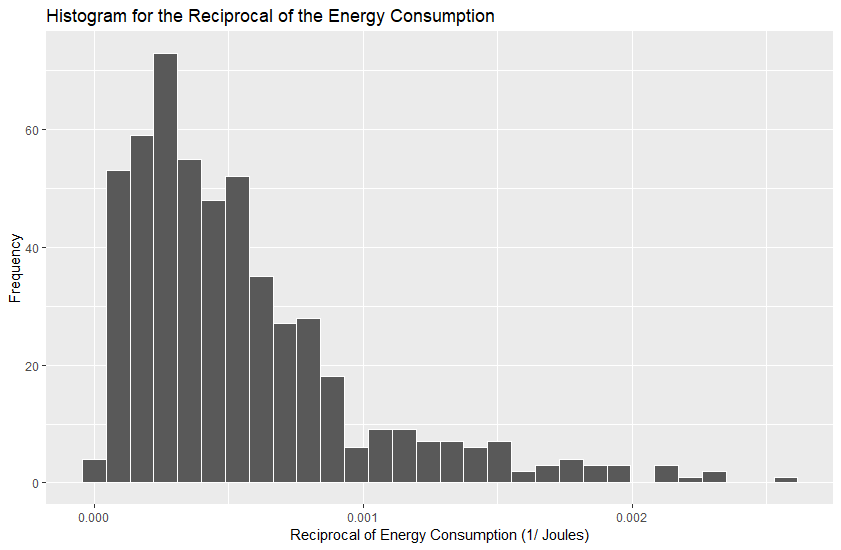 Histogram for the Reciprocal of the Energy Consumption
Frequency
60
40
20
0
0.000
0.001
0.002
Reciprocal of Energy Consumption (1/ Joules)